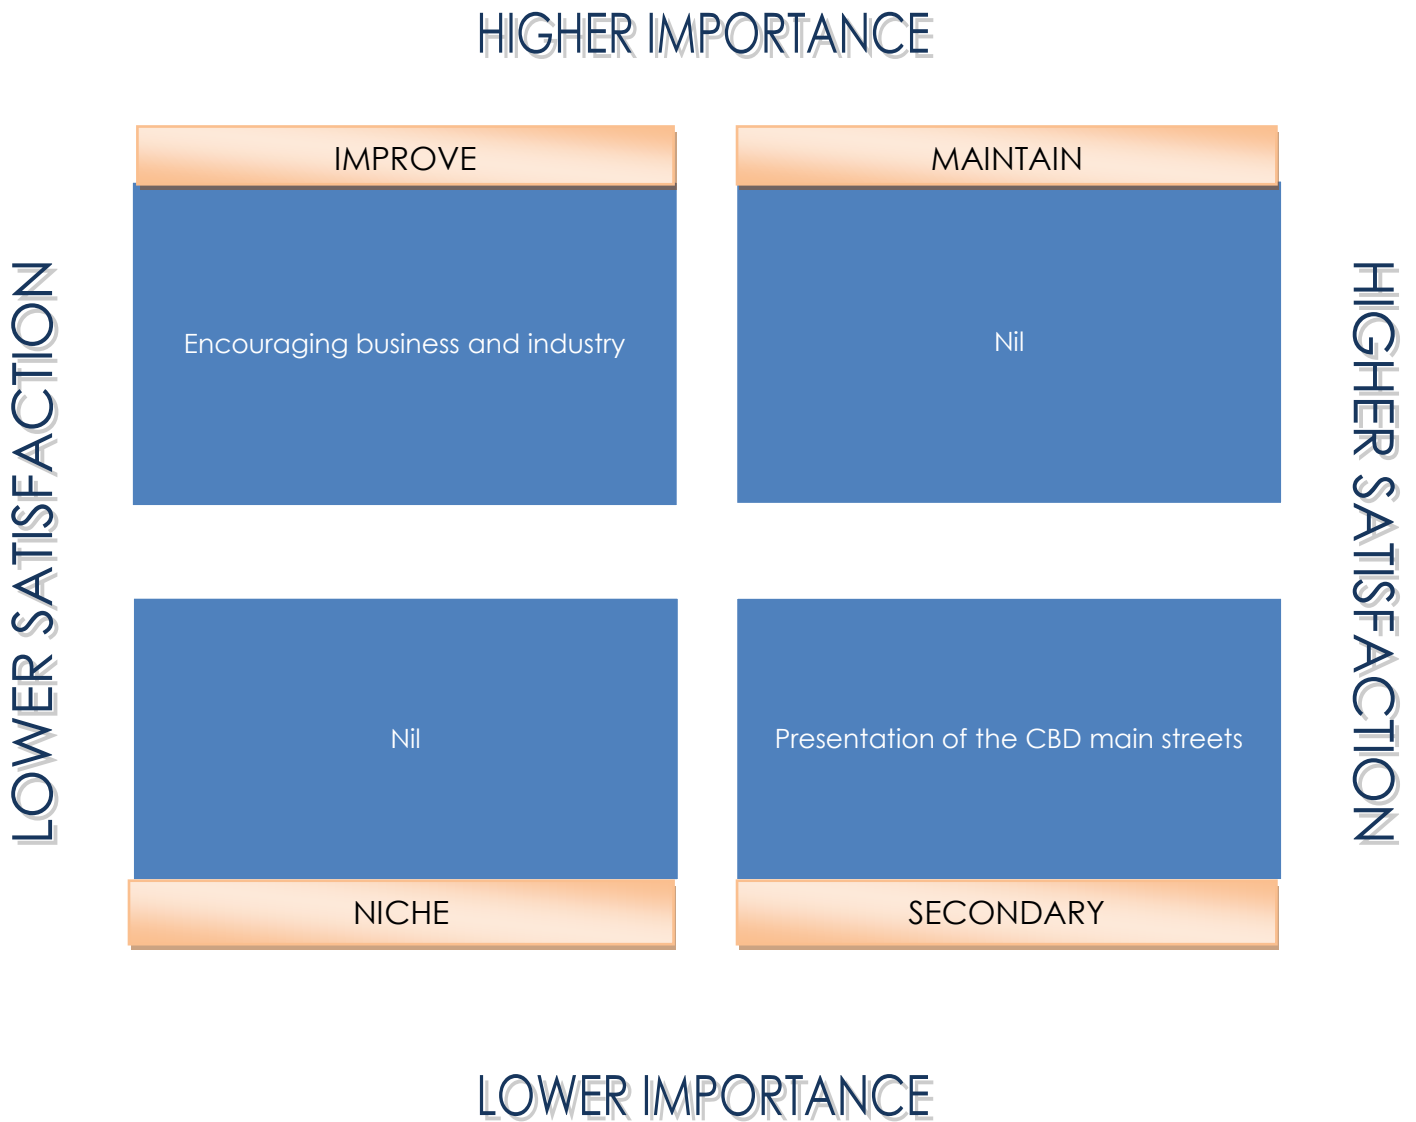 HIGHER IMPORTANCE
IMPROVE
MAINTAIN
Encouraging business and industry
Nil
LOWER SATISFACTION
HIGHER SATISFACTION
Nil
Presentation of the CBD main streets
NICHE
SECONDARY
LOWER IMPORTANCE